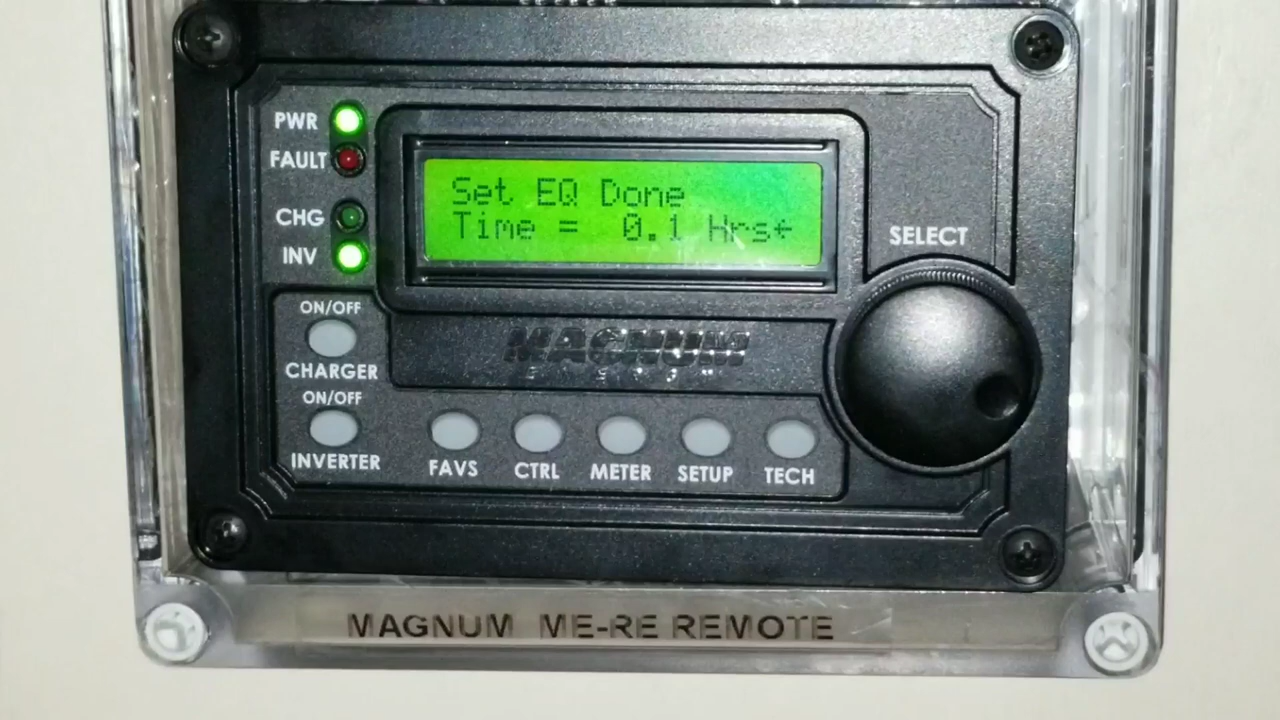 PWR
FAULT
CHG
INV
Set EQ Done
Time = 0.1 Hrs←
SELECT
MAGNUM
ON/OFF
CHARGER
ON/OFF
INVERTER
FAVS
CTRL
METER
SETUP
TECH
MAGNUM ME-RE REMOTE